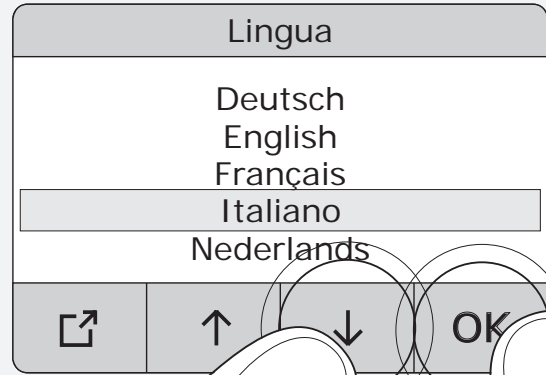 Lingua
Deutsch
English
Français
Italiano
Nederlands
OK